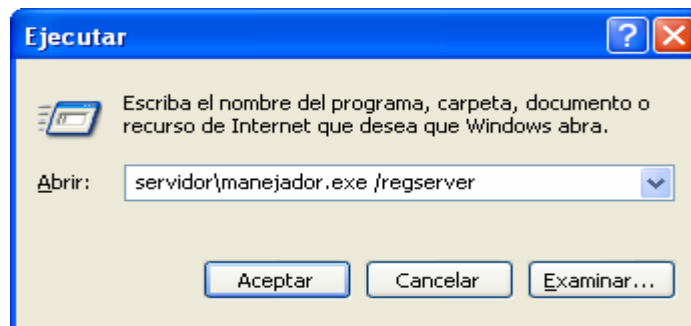 Ejecutar
Escriba el nombre del programa, carpeta, documento o
recurso de Internet que desea que Windows abra.
Abrir: servidor\manejador.exe /regserver
Aceptar Cancelar Examinar...